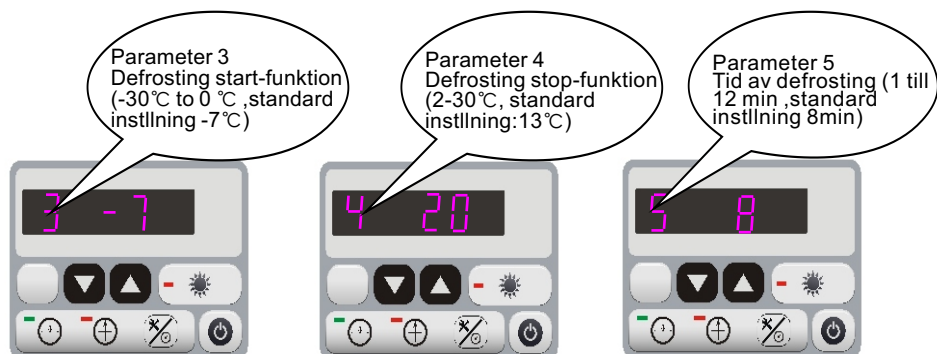 Parameter 3
Defrosting start-funktion
(-30℃ to 0 ℃ ,standard
instllning -7℃)
Parameter 4
Defrosting stop-funktion
(2-30℃, standard
instllning:13℃)
Parameter 5
Tid av defrosting (1 till
12 min ,standard
instllning 8min)
3 -7
4 20
5 8